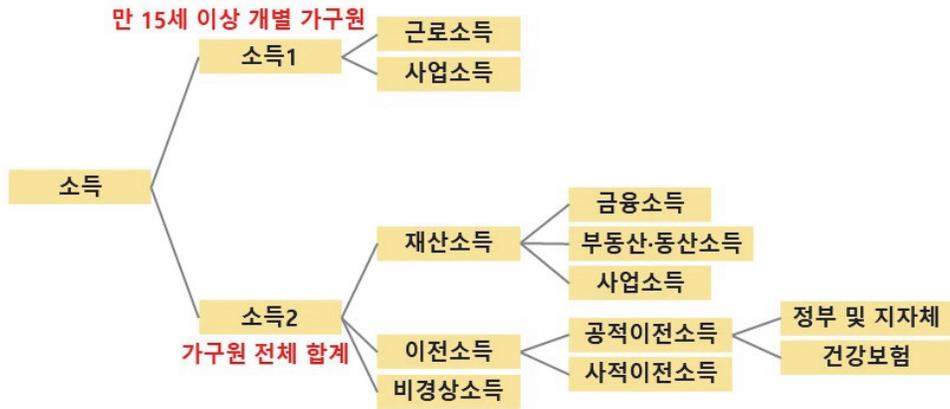 만 15세 이상 개별 가구원
소득1
근로소득
사업소득
소득
소득2
가구원 전체 합계
재산소득
금융소득
부동산·동산소득
사업소득
이전소득
공적이전소득
정부 및 지자체
건강보험
사적이전소득
비경상소득